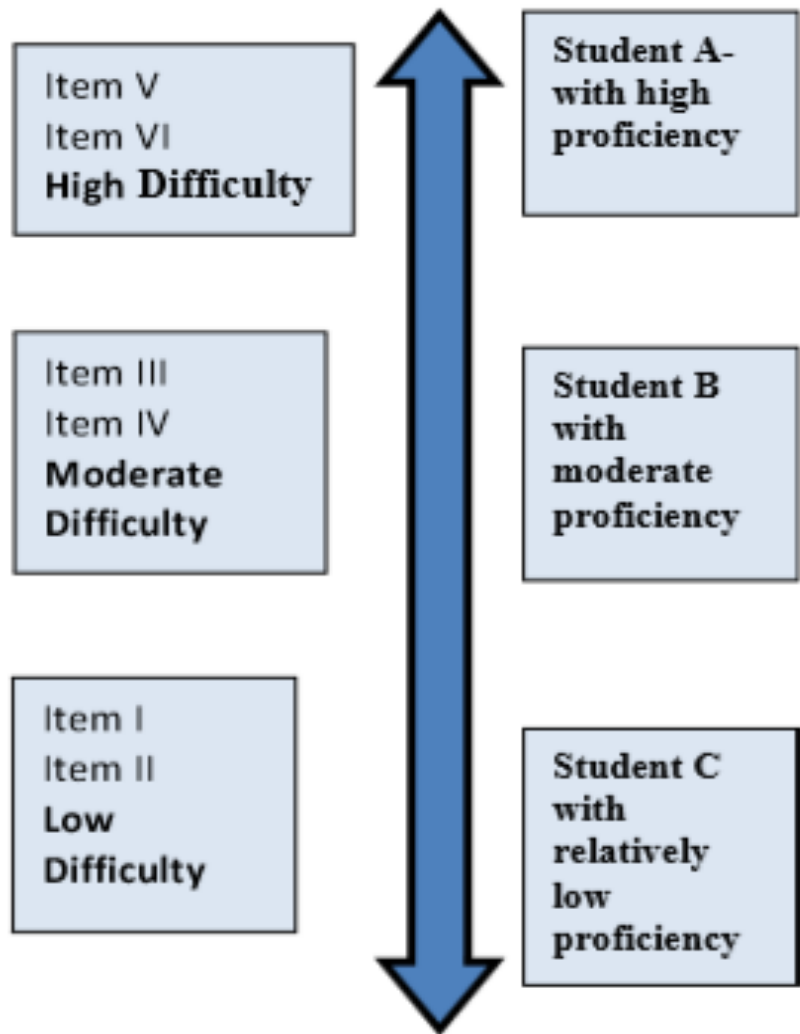 Item V
Item VI
High Difficulty
Student A-
with high
proficiency
Item III
Item IV
Moderate
Difficulty
Student B
with
moderate
proficiency
Item I
Item II
Low
Difficulty
Student C
with
relatively
low
proficiency